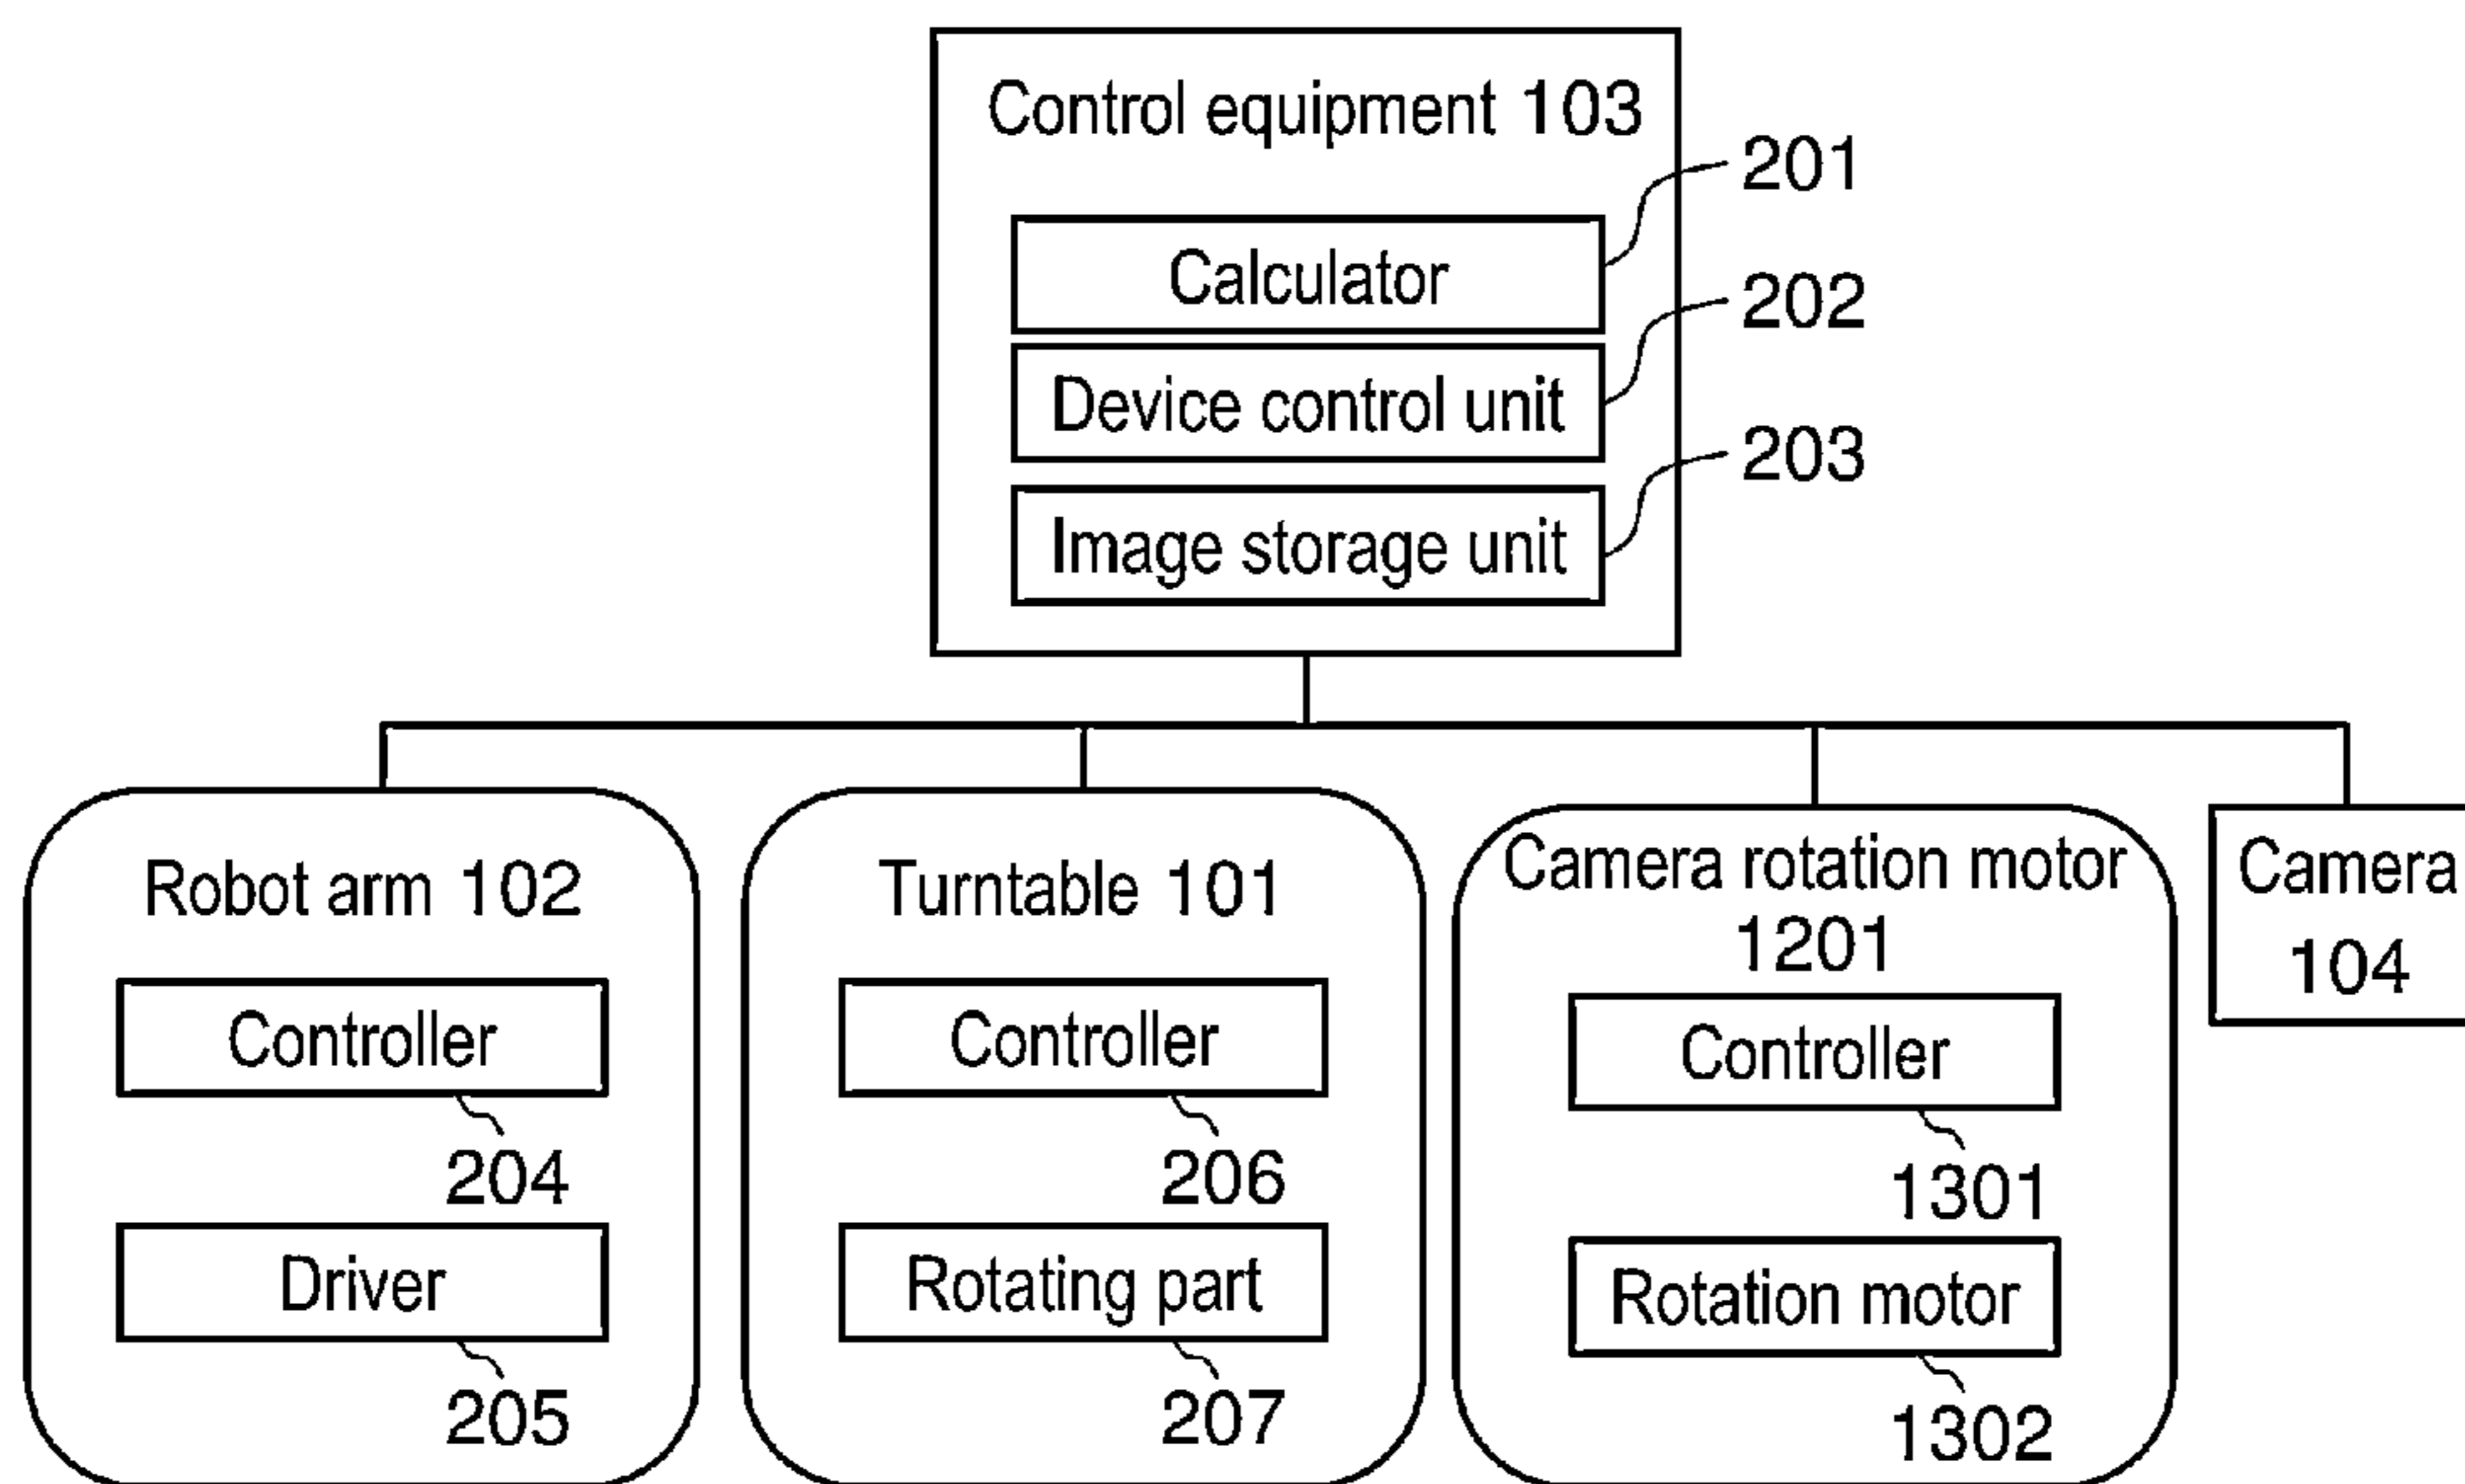 Control equipment 103
201
Calculator
202
Device control unit
203
Image storage unit
Robot arm 102
Controller
204
Driver
205
Turntable 101
Controller
206
Rotating part
207
Camera rotation motor
1201
Controller
1301
Rotation motor
1302
Camera
104